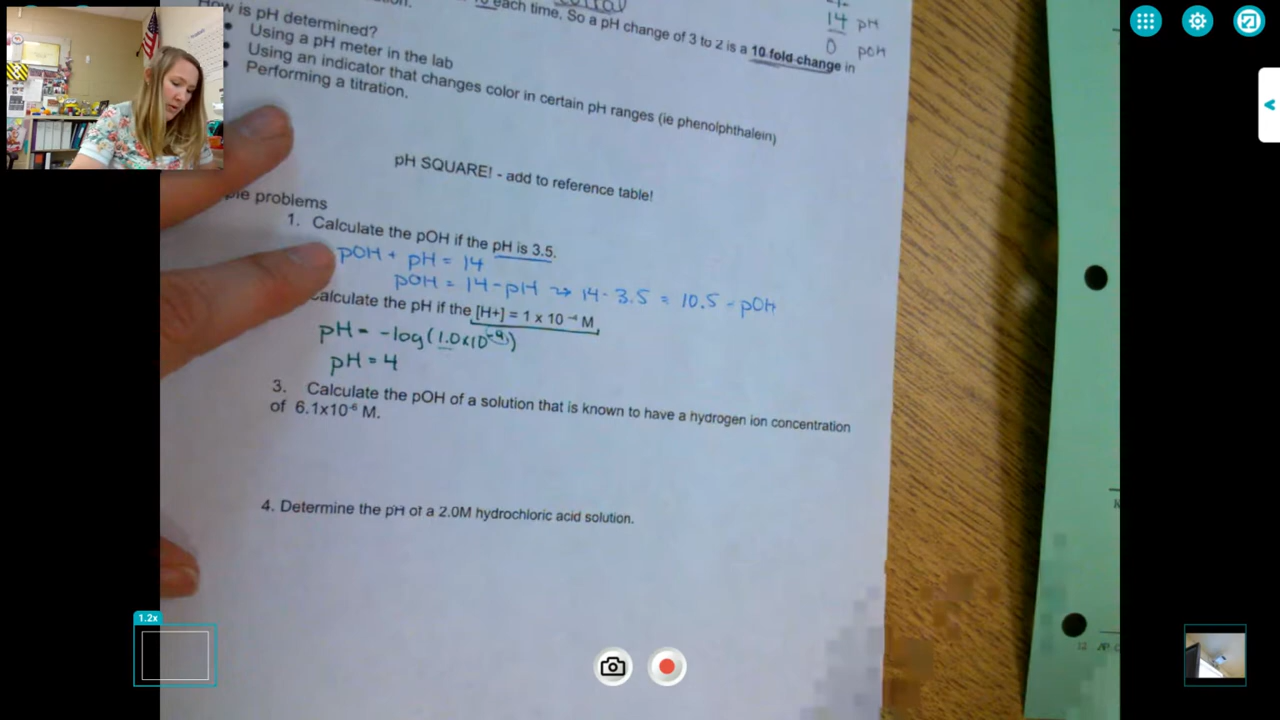 14 pH
each time. So a pH change of 3 to 2 is a 10 fold change in
0 pOH
How is pH determined?
Using a pH meter in the lab
Using an indicator that changes color in certain pH ranges (ie phenolphthalein)
Performing a titration.
pH SQUARE! - add to reference table!
problems
1. Calculate the pOH if the pH is 3.5.
pOH + pH = 14
pOH = 14 - pH → 14 - 3.5 = 10.5 = pOH
Calculate the pH if the [H+] = 1 x 10⁻⁴ M
pH = -log(1.0x10⁻⁴)
pH = 4
3. Calculate the pOH of a solution that is known to have a hydrogen ion concentration
of 6.1x10⁻⁶ M.
4. Determine the pH of a 2.0M hydrochloric acid solution.
1.2x